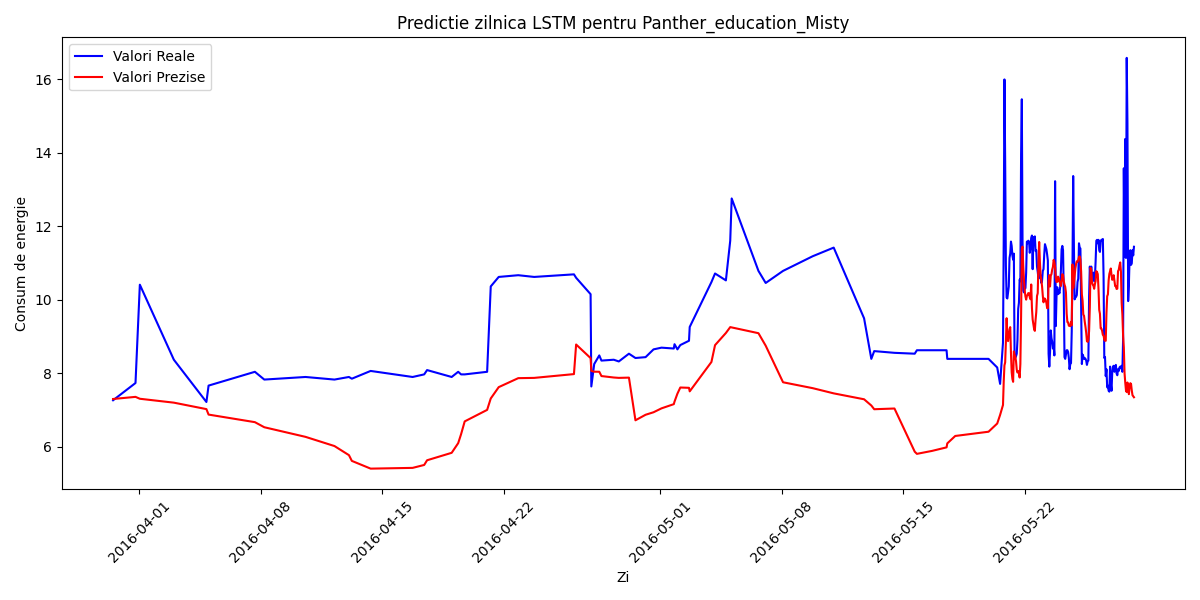 Predictie zilnica LSTM pentru Panther_education_Misty
Valori Reale
Valori Prezise
Consum de energie
16
14
12
10
8
6
2016-04-01
2016-04-08
2016-04-15
2016-04-22
2016-05-01
2016-05-08
2016-05-15
2016-05-22
Zi